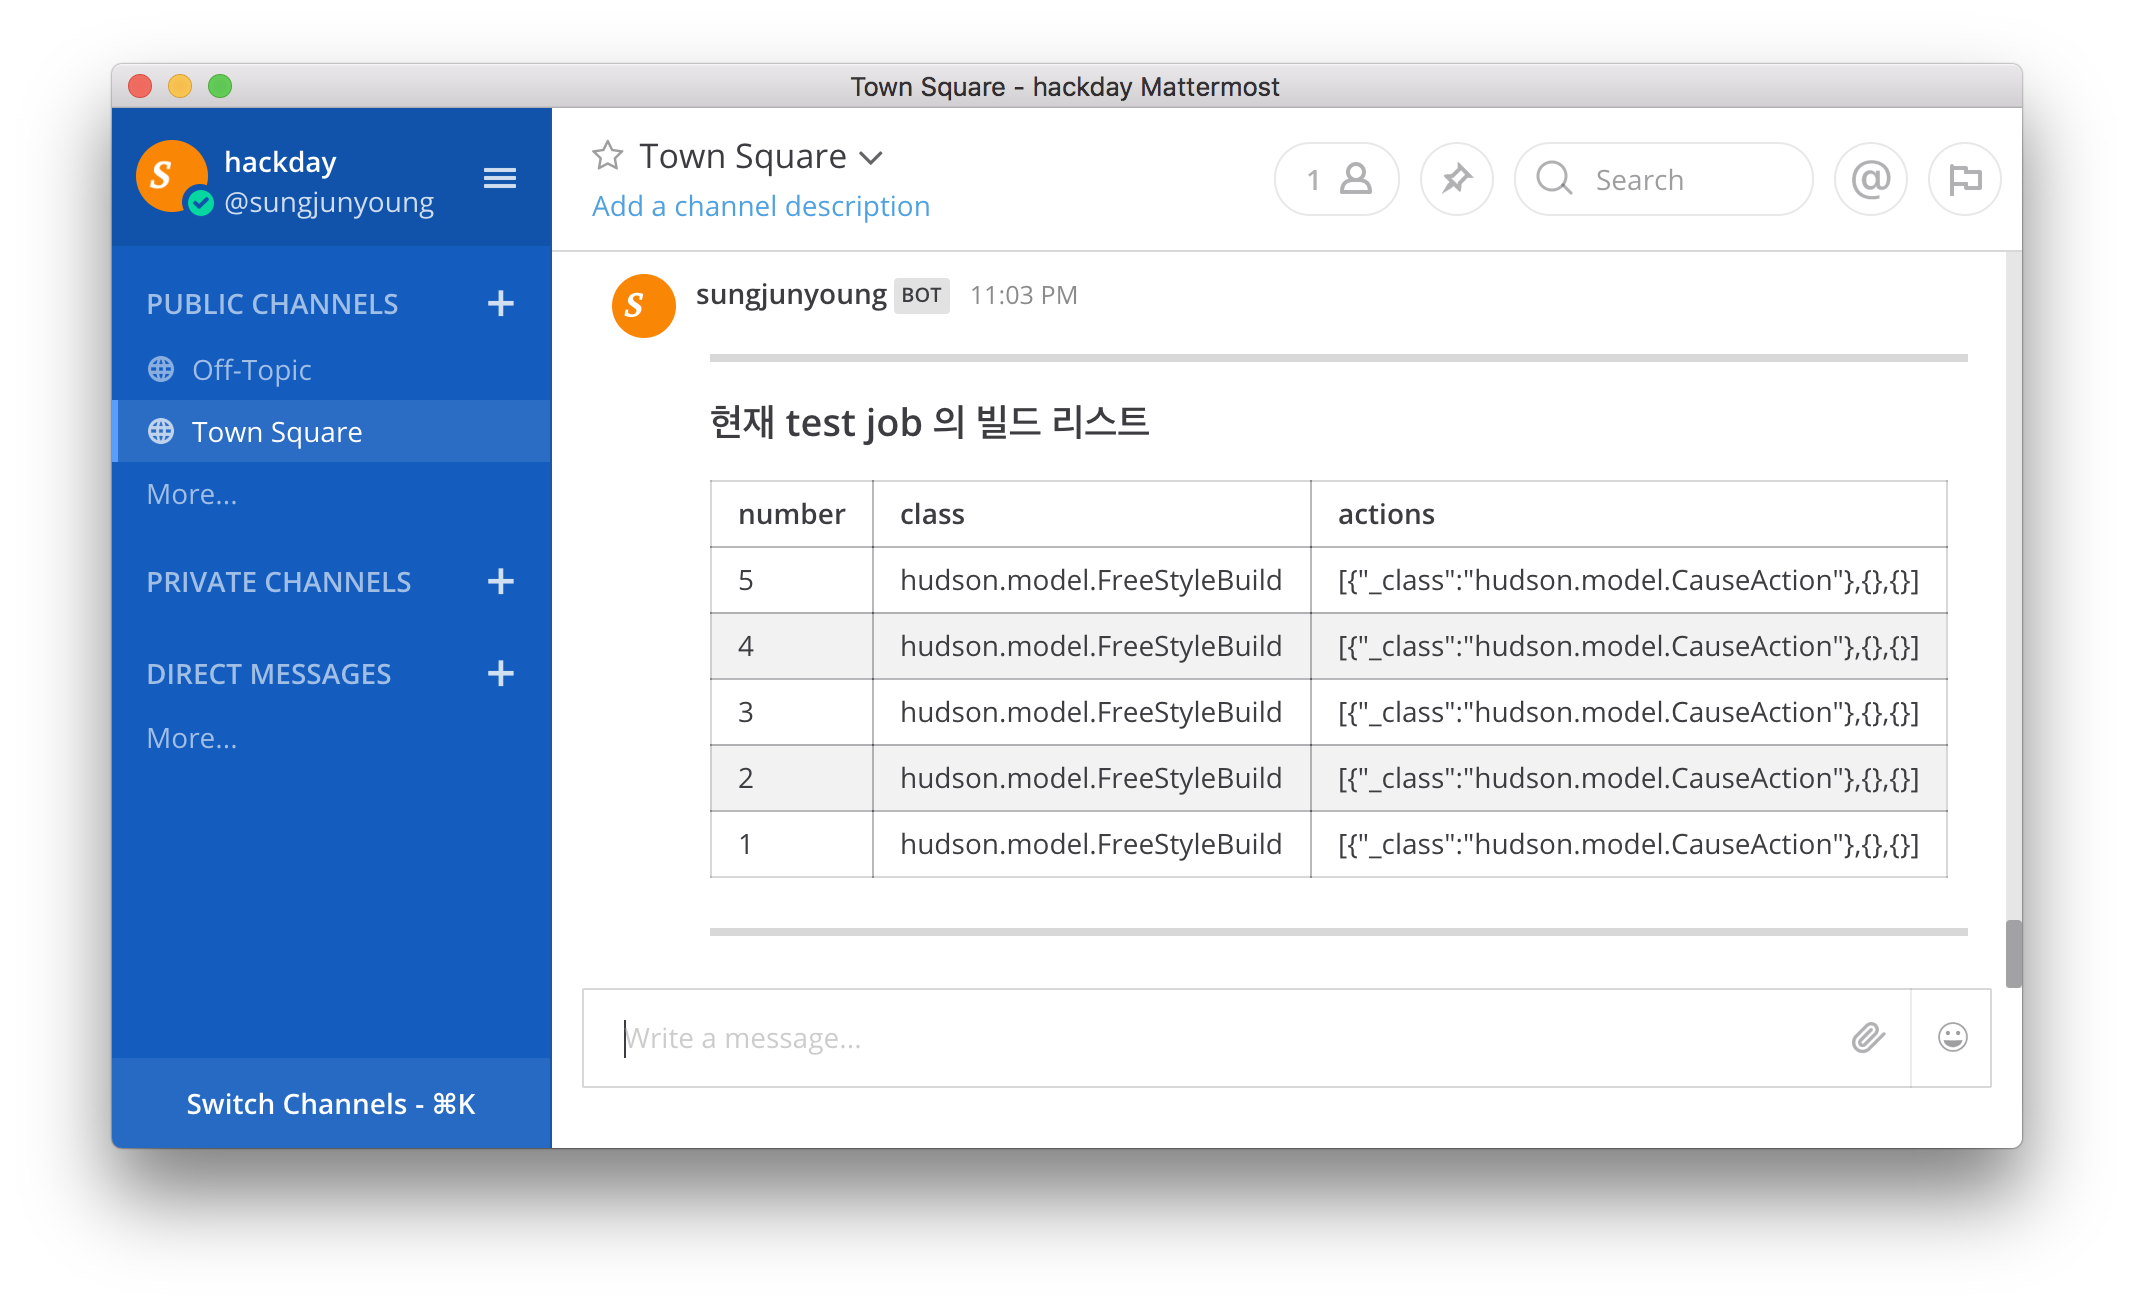 Town Square - hackday Mattermost
S
hackday
@sungjunyoung
PUBLIC CHANNELS
Off-Topic
Town Square
More...
PRIVATE CHANNELS
DIRECT MESSAGES
More...
Switch Channels - ⌘K
Town Square
Add a channel description
1
Search
@
S
sungjunyoung BOT 11:03 PM
현재 test job 의 빌드 리스트
number class actions
5 hudson.model.FreeStyleBuild [{"_class":"hudson.model.CauseAction"},{},{}]
4 hudson.model.FreeStyleBuild [{"_class":"hudson.model.CauseAction"},{},{}]
3 hudson.model.FreeStyleBuild [{"_class":"hudson.model.CauseAction"},{},{}]
2 hudson.model.FreeStyleBuild [{"_class":"hudson.model.CauseAction"},{},{}]
1 hudson.model.FreeStyleBuild [{"_class":"hudson.model.CauseAction"},{},{}]
Write a message...